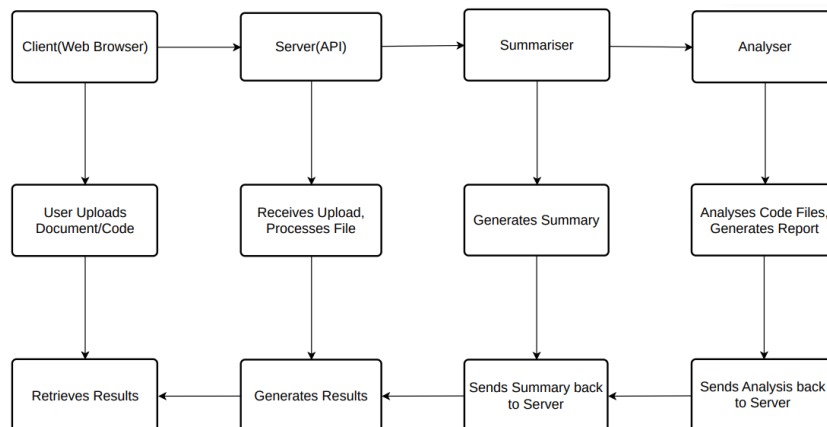 Client(Web Browser)
Server(API)
Summariser
Analyser
User Uploads
Document/Code
Receives Upload,
Processes File
Generates Summary
Analyses Code Files,
Generates Report
Retrieves Results
Generates Results
Sends Summary back
to Server
Sends Analysis back
to Server